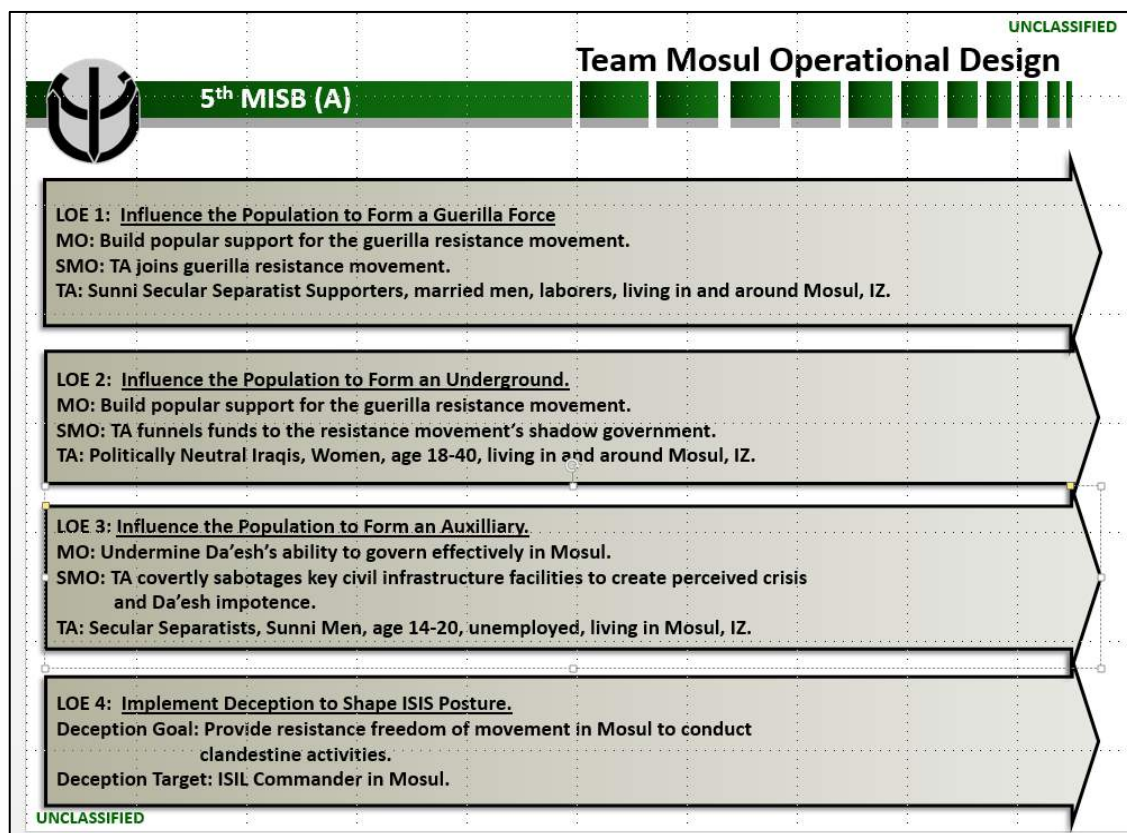 UNCLASSIFIED
Team Mosul Operational Design
5th MISB (A)
LOE 1: Influence the Population to Form a Guerilla Force
MO: Build popular support for the guerilla resistance movement.
SMO: TA joins guerilla resistance movement.
TA: Sunni Secular Separatist Supporters, married men, laborers, living in and around Mosul, IZ.
LOE 2: Influence the Population to Form an Underground.
MO: Build popular support for the guerilla resistance movement.
SMO: TA funnels funds to the resistance movement's shadow government.
TA: Politically Neutral Iraqis, Women, age 18-40, living in and around Mosul, IZ.
LOE 3: Influence the Population to Form an Auxilliary.
MO: Undermine Da'esh's ability to govern effectively in Mosul.
SMO: TA covertly sabotages key civil infrastructure facilities to create perceived crisis
and Da'esh impotence.
TA: Secular Separatists, Sunni Men, age 14-20, unemployed, living in Mosul, IZ.
LOE 4: Implement Deception to Shape ISIS Posture.
Deception Goal: Provide resistance freedom of movement in Mosul to conduct
clandestine activities.
Deception Target: ISIL Commander in Mosul.
UNCLASSIFIED